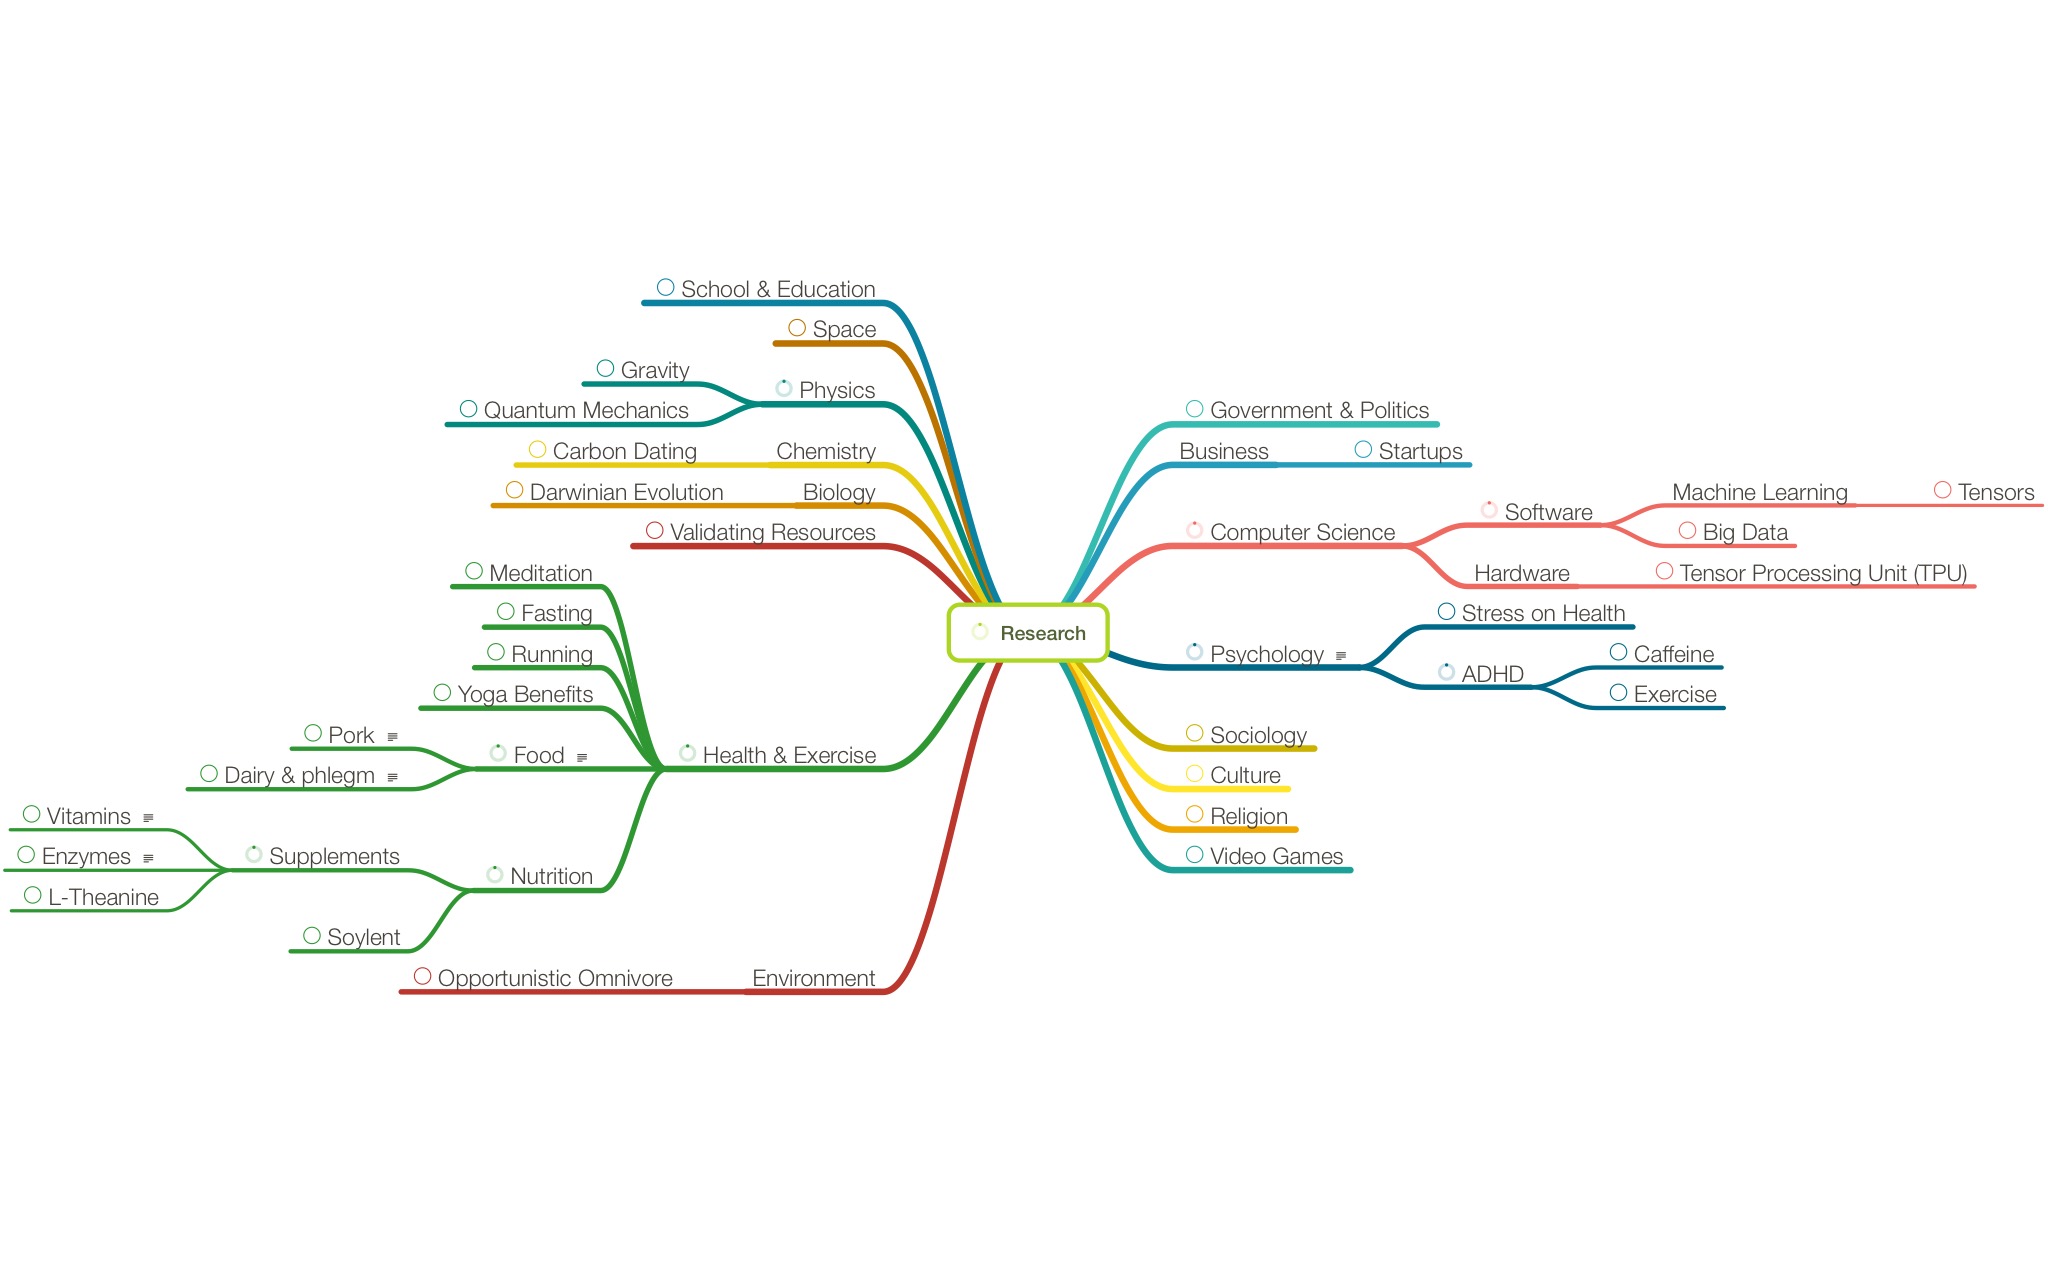 School & Education
Space
Gravity
Physics
Quantum Mechanics
Carbon Dating
Chemistry
Darwinian Evolution
Biology
Validating Resources
Meditation
Fasting
Running
Yoga Benefits
Pork
Food
Health & Exercise
Dairy & phlegm
Vitamins
Enzymes
Supplements
Nutrition
L-Theanine
Soylent
Opportunistic Omnivore
Environment
Research
Government & Politics
Business
Startups
Machine Learning
Tensors
Software
Computer Science
Big Data
Hardware
Tensor Processing Unit (TPU)
Stress on Health
Psychology
Caffeine
ADHD
Exercise
Sociology
Culture
Religion
Video Games